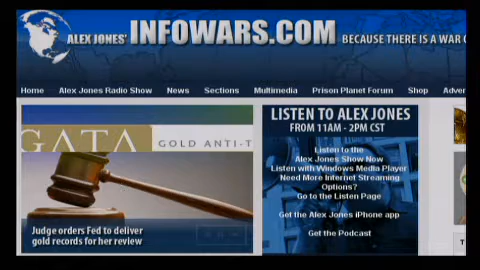 ALEX JONES' INFOWARS.COM BECAUSE THERE IS A WAR
Home Alex Jones Radio Show News Sections Multimedia Prison Planet Forum Shop
GATA GOLD ANTI-T
LISTEN TO ALEX JONES
FROM 11AM - 2PM CST
Listen to the
Alex Jones Show Now
Listen with Windows Media Player
Need More Internet Streaming
Options?
Go to the Listen Page
Get the Alex Jones iPhone app
Get the Podcast
Judge orders Fed to deliver
gold records for her review